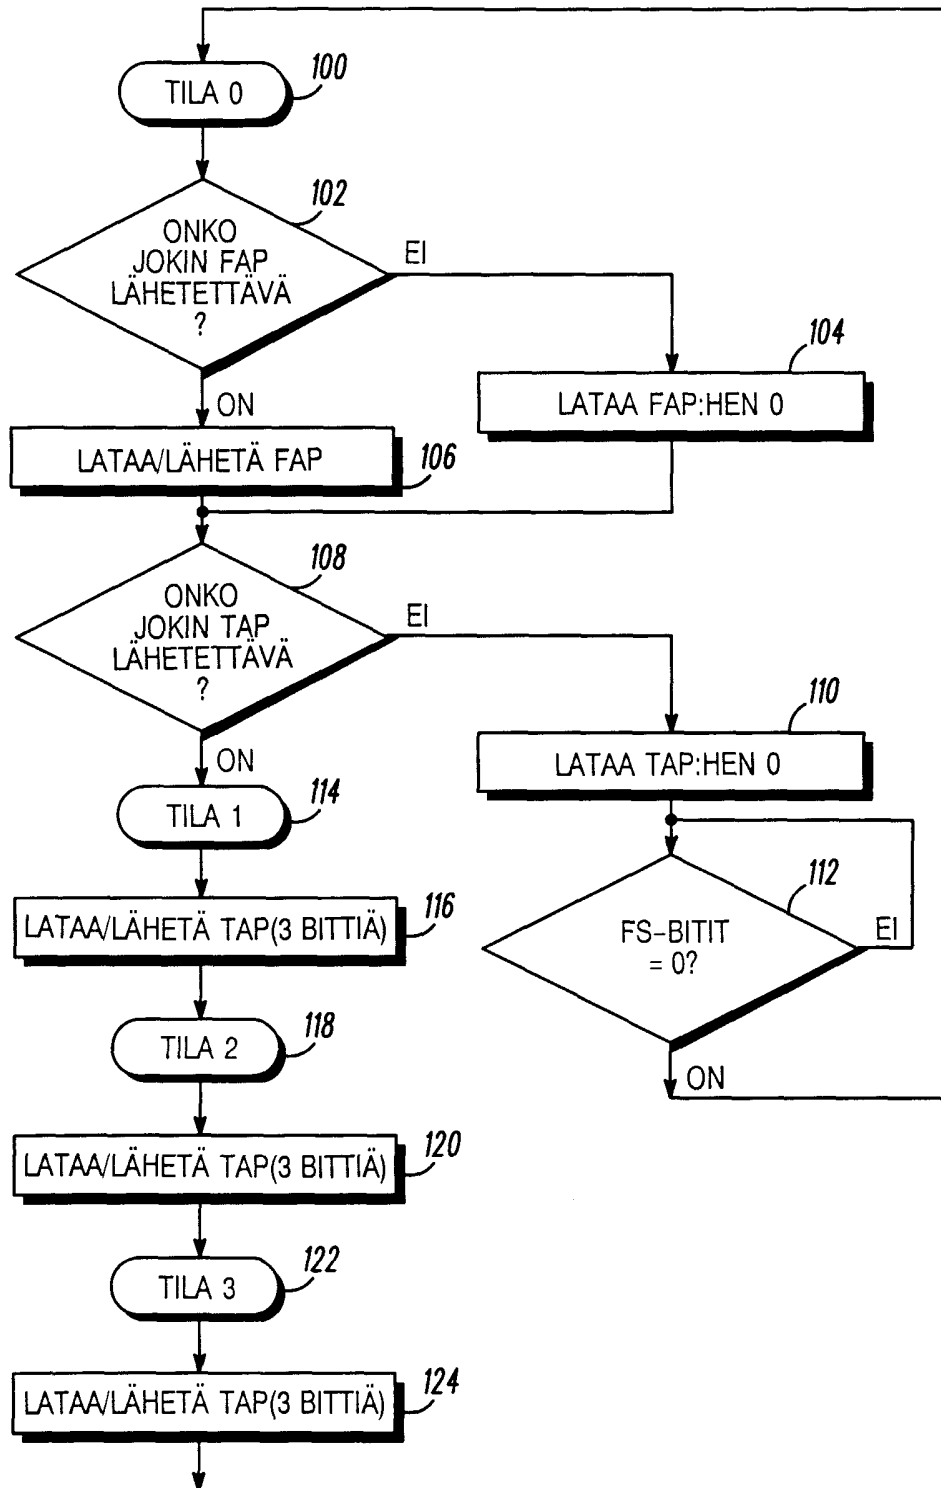 100
TILA 0
102
ONKO
JOKIN FAP
LÄHETETTÄVÄ
?
EI
104
LATAA FAP:HEN 0
ON
LATAA/LÄHETÄ FAP
106
108
ONKO
JOKIN TAP
LÄHETETTÄVÄ
?
EI
110
LATAA TAP:HEN 0
ON
TILA 1
114
112
FS-BITIT
= 0?
EI
ON
LATAA/LÄHETÄ TAP(3 BITTIÄ)
116
TILA 2
118
LATAA/LÄHETÄ TAP(3 BITTIÄ)
120
TILA 3
122
LATAA/LÄHETÄ TAP(3 BITTIÄ)
124